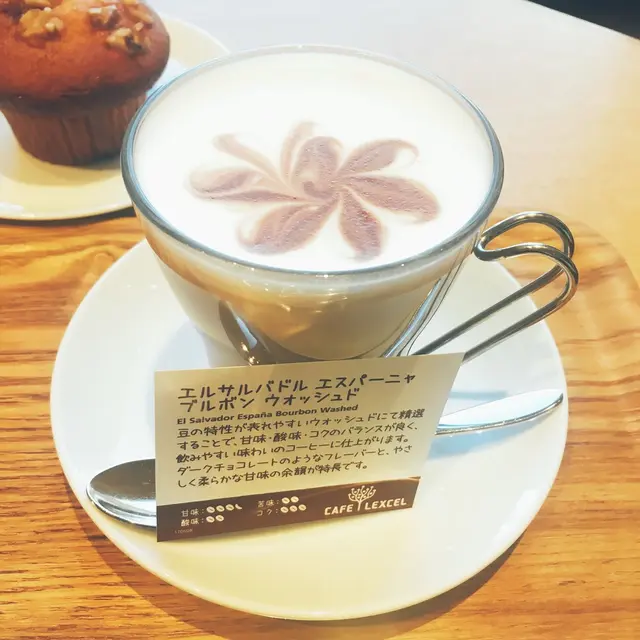 エルサルバドル エスパーニャ
ブルボン ウオッシュド
El Salvador España Bourbon Washed
豆の特性が表れやすいウオッシュドにて精選
することで、甘味・酸味・コクのバランスが良く、
飲みやすい味わいのコーヒーに仕上がります。
ダークチョコレートのようなフレーバーと、やさ
しく柔らかな甘味の余韻が特長です。
甘味: 苦味:
酸味: コク:
CAFE LEXCEL